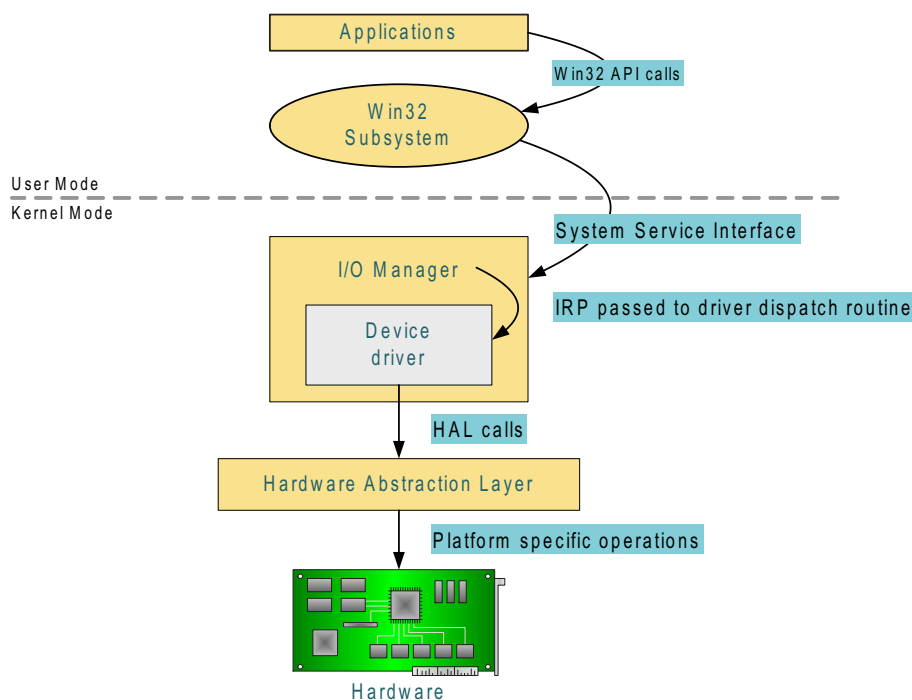 Applications
Win32 API calls
Win32
Subsystem
User Mode
Kernel Mode
System Service Interface
I/O Manager
IRP passed to driver dispatch routine
Device
driver
HAL calls
Hardware Abstraction Layer
Platform specific operations
Hardware